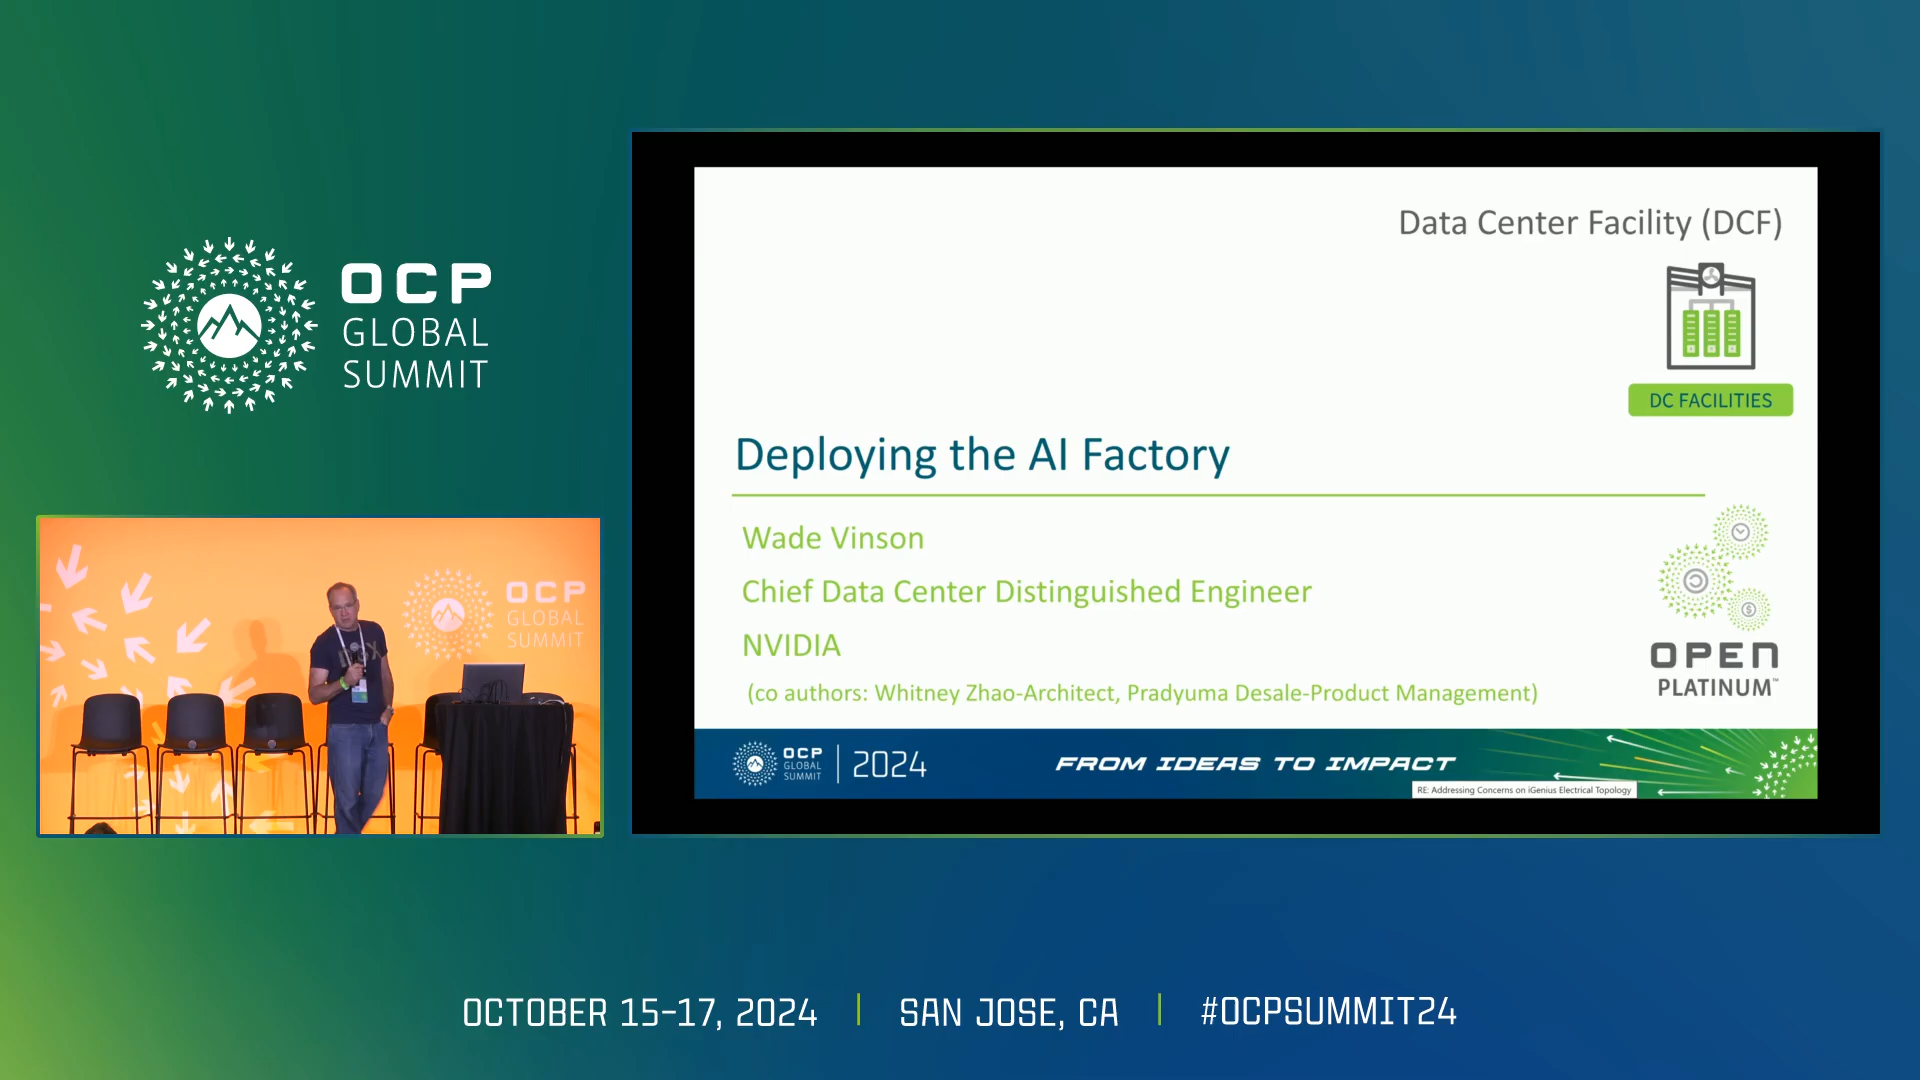 OCP
GLOBAL
SUMMIT
OCP
GLOBAL
SUMMIT
Data Center Facility (DCF)
DC FACILITIES
Deploying the AI Factory
Wade Vinson
Chief Data Center Distinguished Engineer
NVIDIA
(co authors: Whitney Zhao-Architect, Pradyuma Desale-Product Management)
OPEN
PLATINUM™
OCP
GLOBAL
SUMMIT
2024
FROM IDEAS TO IMPACT
RE: Addressing Concerns on iGenius Electrical Topology
OCTOBER 15-17, 2024 | SAN JOSE, CA | #OCPSUMMIT24